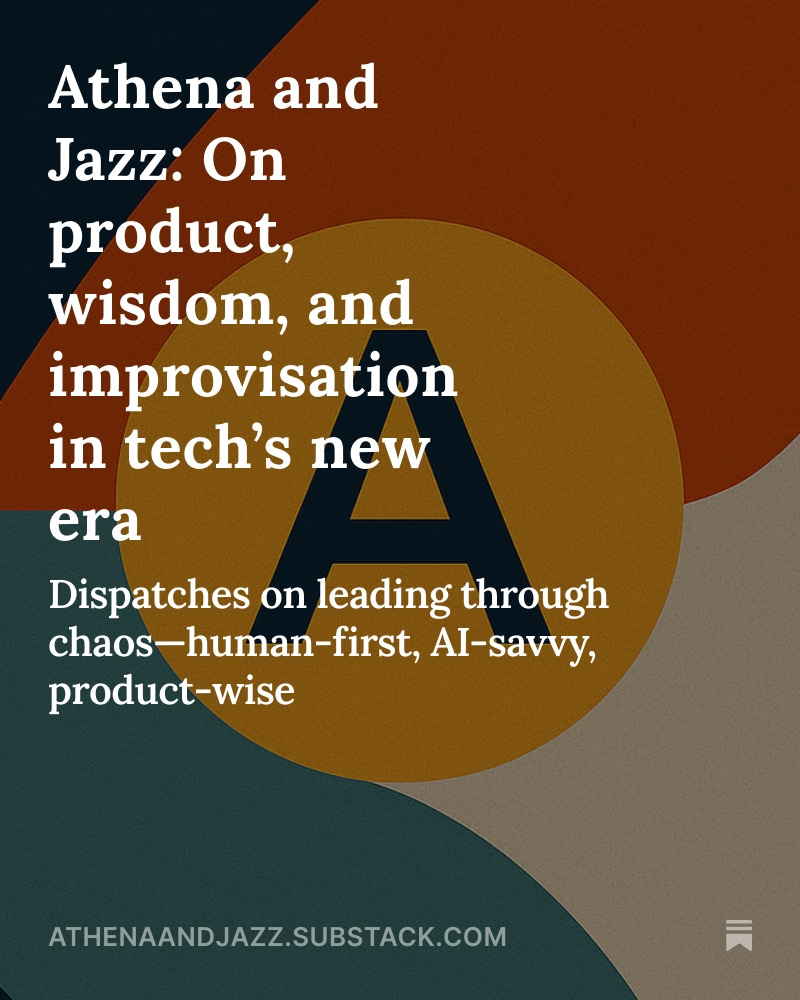 Athena and
Jazz: On
product,
wisdom, and
improvisation
in tech’s new
era
Dispatches on leading through
chaos—human-first, AI-savvy,
product-wise
A
ATHENAANDJAZZ.SUBSTACK.COM